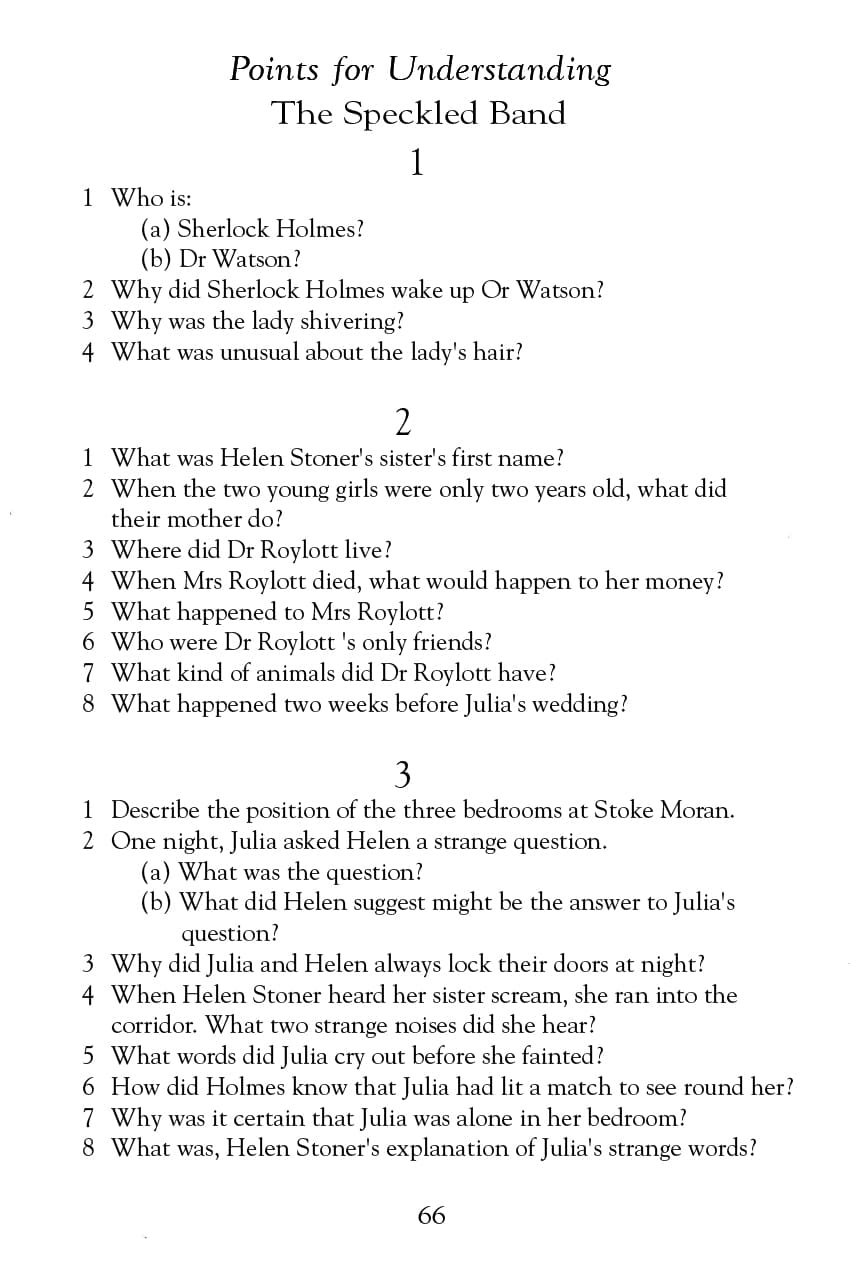 Points for Understanding
The Speckled Band
1
1 Who is:
(a) Sherlock Holmes?
(b) Dr Watson?
2 Why did Sherlock Holmes wake up Or Watson?
3 Why was the lady shivering?
4 What was unusual about the lady's hair?
2
1 What was Helen Stoner's sister's first name?
2 When the two young girls were only two years old, what did
their mother do?
3 Where did Dr Roylott live?
4 When Mrs Roylott died, what would happen to her money?
5 What happened to Mrs Roylott?
6 Who were Dr Roylott 's only friends?
7 What kind of animals did Dr Roylott have?
8 What happened two weeks before Julia's wedding?
3
1 Describe the position of the three bedrooms at Stoke Moran.
2 One night, Julia asked Helen a strange question.
(a) What was the question?
(b) What did Helen suggest might be the answer to Julia's
question?
3 Why did Julia and Helen always lock their doors at night?
4 When Helen Stoner heard her sister scream, she ran into the
corridor. What two strange noises did she hear?
5 What words did Julia cry out before she fainted?
6 How did Holmes know that Julia had lit a match to see round her?
7 Why was it certain that Julia was alone in her bedroom?
8 What was, Helen Stoner's explanation of Julia's strange words?
66